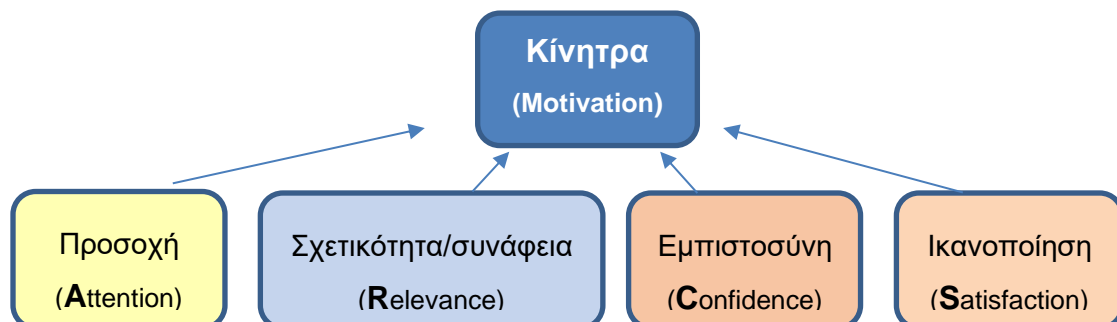 Κίνητρα
(Motivation)
Προσοχή
(Attention)
Σχετικότητα/συνάφεια
(Relevance)
Εμπιστοσύνη
(Confidence)
Ικανοποίηση
(Satisfaction)